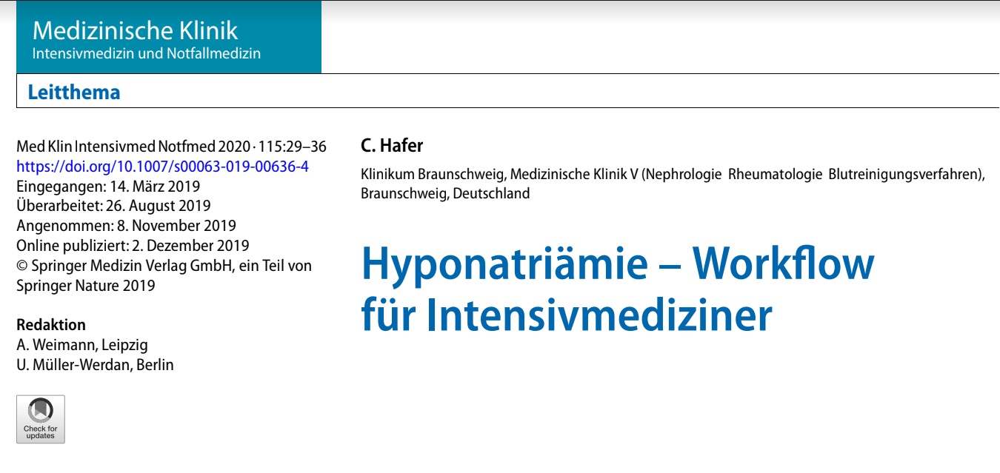 Medizinische Klinik
Intensivmedizin und Notfallmedizin
Leitthema
Med Klin Intensivmed Notfmed 2020 · 115:29–36
https://doi.org/10.1007/s00063-019-00636-4
Eingegangen: 14. März 2019
Überarbeitet: 26. August 2019
Angenommen: 8. November 2019
Online publiziert: 2. Dezember 2019
© Springer Medizin Verlag GmbH, ein Teil von
Springer Nature 2019
Redaktion
A. Weimann, Leipzig
U. Müller-Werdan, Berlin
Check for
updates
C. Hafer
Klinikum Braunschweig, Medizinische Klinik V (Nephrologie Rheumatologie Blutreinigungsverfahren),
Braunschweig, Deutschland
Hyponatriämie – Workflow
für Intensivmediziner